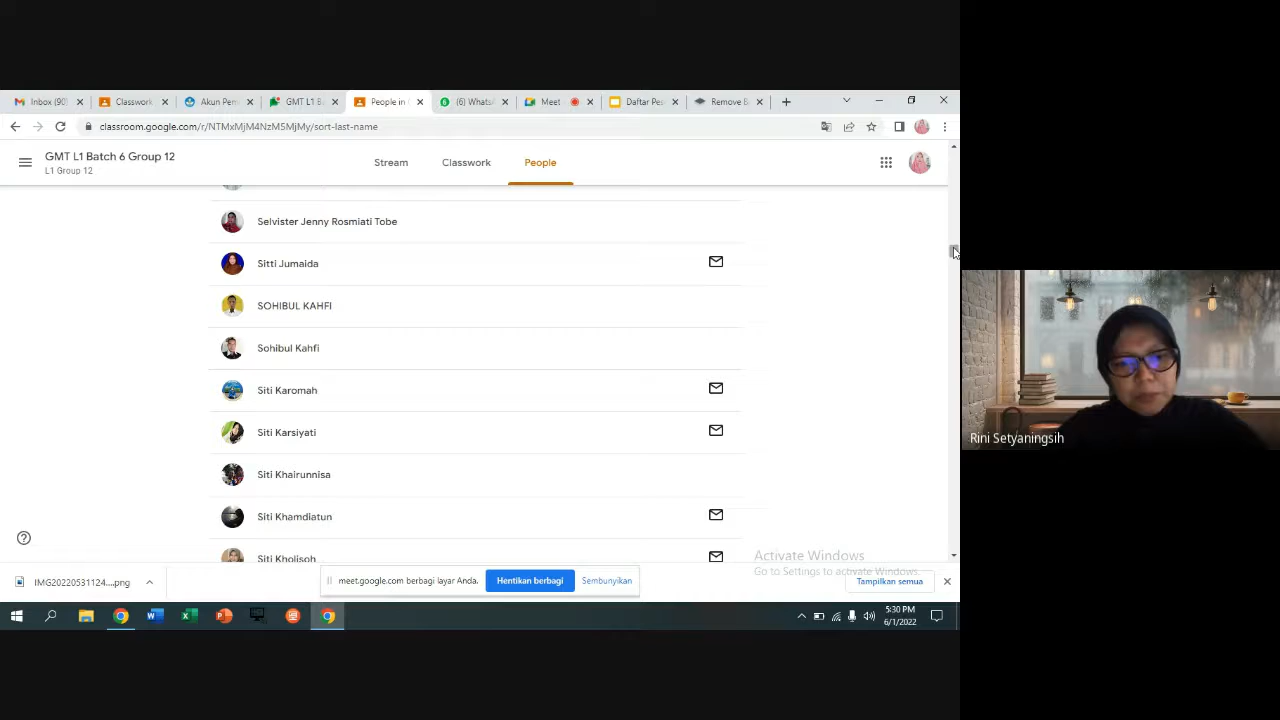 Inbox (90
Classwork
Akun Pem
GMT L1 Ba
People in
(6) WhatsA
Meet
Daftar Pes
Remove B
classroom.google.com/r/NTMxMjM4NzM5MjMy/sort-last-name
GMT L1 Batch 6 Group 12
L1 Group 12
Stream
Classwork
People
Selvister Jenny Rosmiati Tobe
Sitti Jumaida
SOHIBUL KAHFI
Sohibul Kahfi
Siti Karomah
Siti Karsiyati
Siti Khairunnisa
Siti Khamdiatun
Siti Kholisoh
Rini Setyaningsih
Activate Windows
Go to Settings to activate Windows.
IMG20220531124....png
meet.google.com berbagi layar Anda.
Hentikan berbagi
Sembunyikan
Tampilkan semua
5:30 PM
6/1/2022